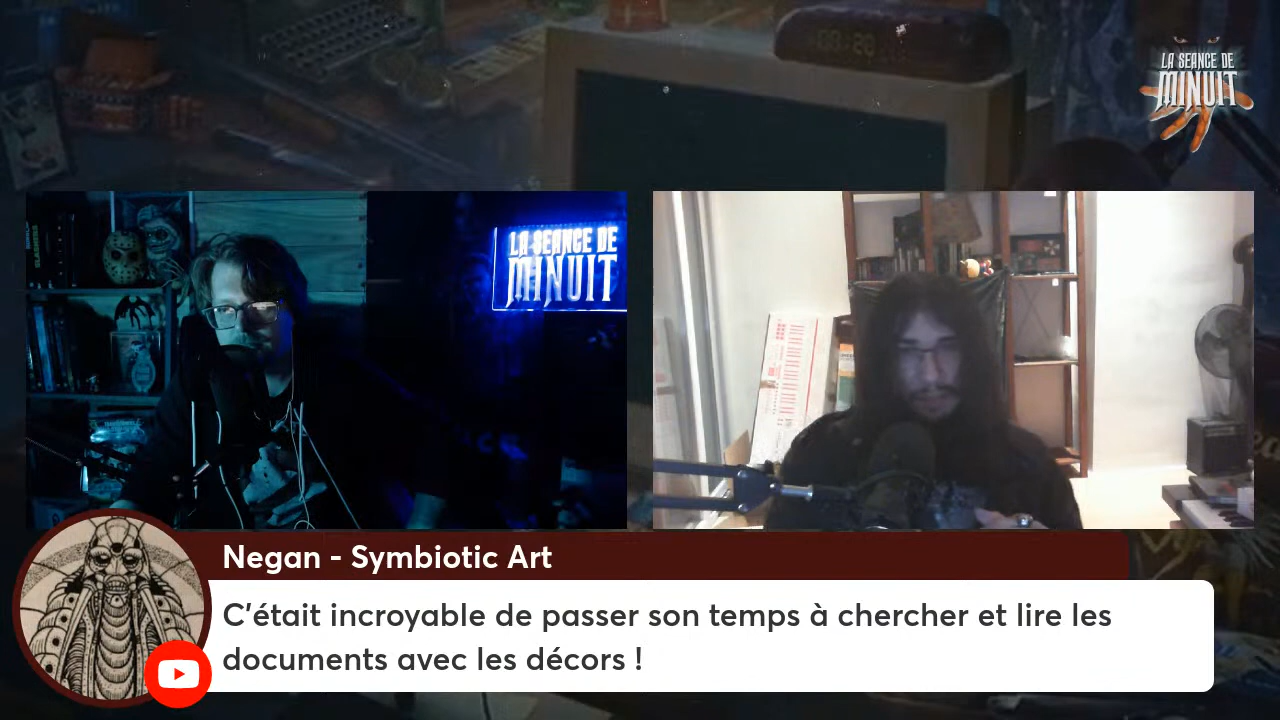 LA SEANCE DE
MINUIT
LA SEANCE DE
MINUIT
Negan - Symbiotic Art
C'était incroyable de passer son temps à chercher et lire les
documents avec les décors !